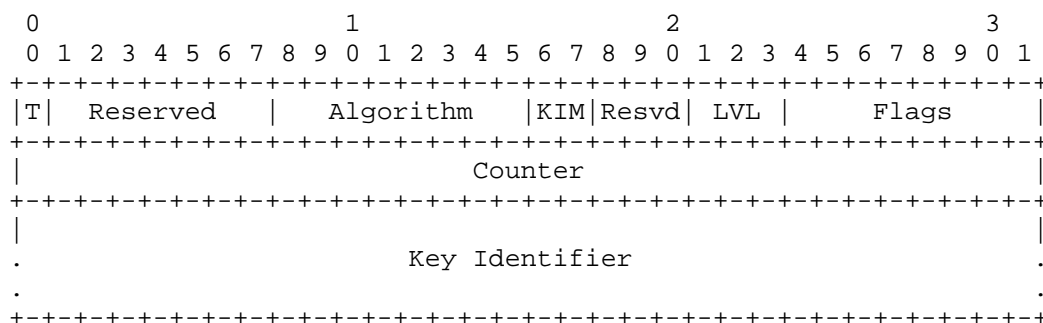 0                   1                   2                   3
 0 1 2 3 4 5 6 7 8 9 0 1 2 3 4 5 6 7 8 9 0 1 2 3 4 5 6 7 8 9 0 1
+-+-+-+-+-+-+-+-+-+-+-+-+-+-+-+-+-+-+-+-+-+-+-+-+-+-+-+-+-+-+-+-+
|T|  Reserved   |   Algorithm   |KIM|Resvd| LVL |     Flags     |
+-+-+-+-+-+-+-+-+-+-+-+-+-+-+-+-+-+-+-+-+-+-+-+-+-+-+-+-+-+-+-+-+
|                            Counter                            |
+-+-+-+-+-+-+-+-+-+-+-+-+-+-+-+-+-+-+-+-+-+-+-+-+-+-+-+-+-+-+-+-+
|                                                               |
.                        Key Identifier                         .
.                                                               .
+-+-+-+-+-+-+-+-+-+-+-+-+-+-+-+-+-+-+-+-+-+-+-+-+-+-+-+-+-+-+-+-+